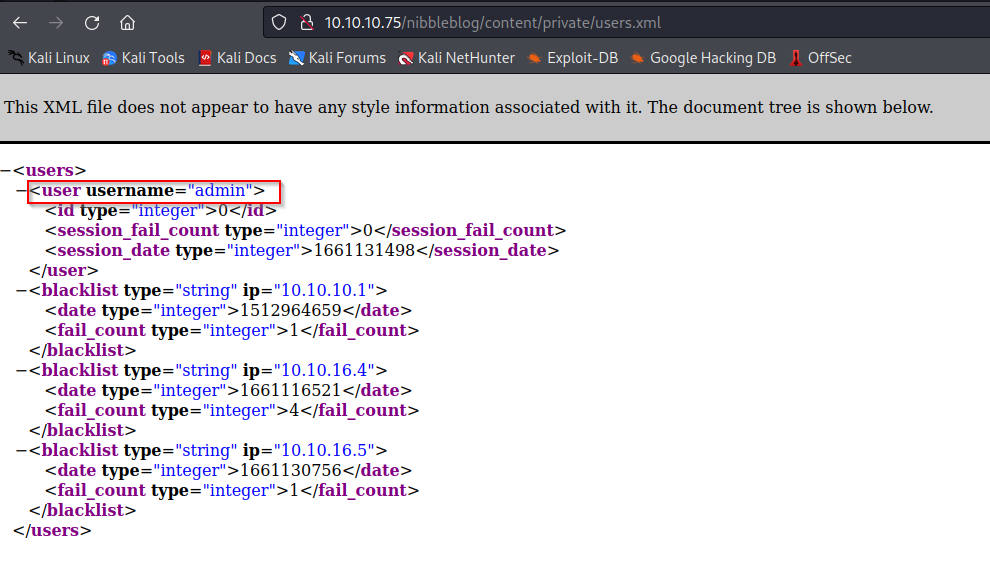 10.10.10.75/nibbleblog/content/private/users.xml
Kali Linux Kali Tools Kali Docs Kali Forums Kali NetHunter Exploit-DB Google Hacking DB OffSec
This XML file does not appear to have any style information associated with it. The document tree is shown below.
−<users>
−<user username="admin">
<id type="integer">0</id>
<session_fail_count type="integer">0</session_fail_count>
<session_date type="integer">1661131498</session_date>
</user>
−<blacklist type="string" ip="10.10.10.1">
<date type="integer">1512964659</date>
<fail_count type="integer">1</fail_count>
</blacklist>
−<blacklist type="string" ip="10.10.16.4">
<date type="integer">1661116521</date>
<fail_count type="integer">4</fail_count>
</blacklist>
−<blacklist type="string" ip="10.10.16.5">
<date type="integer">1661130756</date>
<fail_count type="integer">1</fail_count>
</blacklist>
</users>